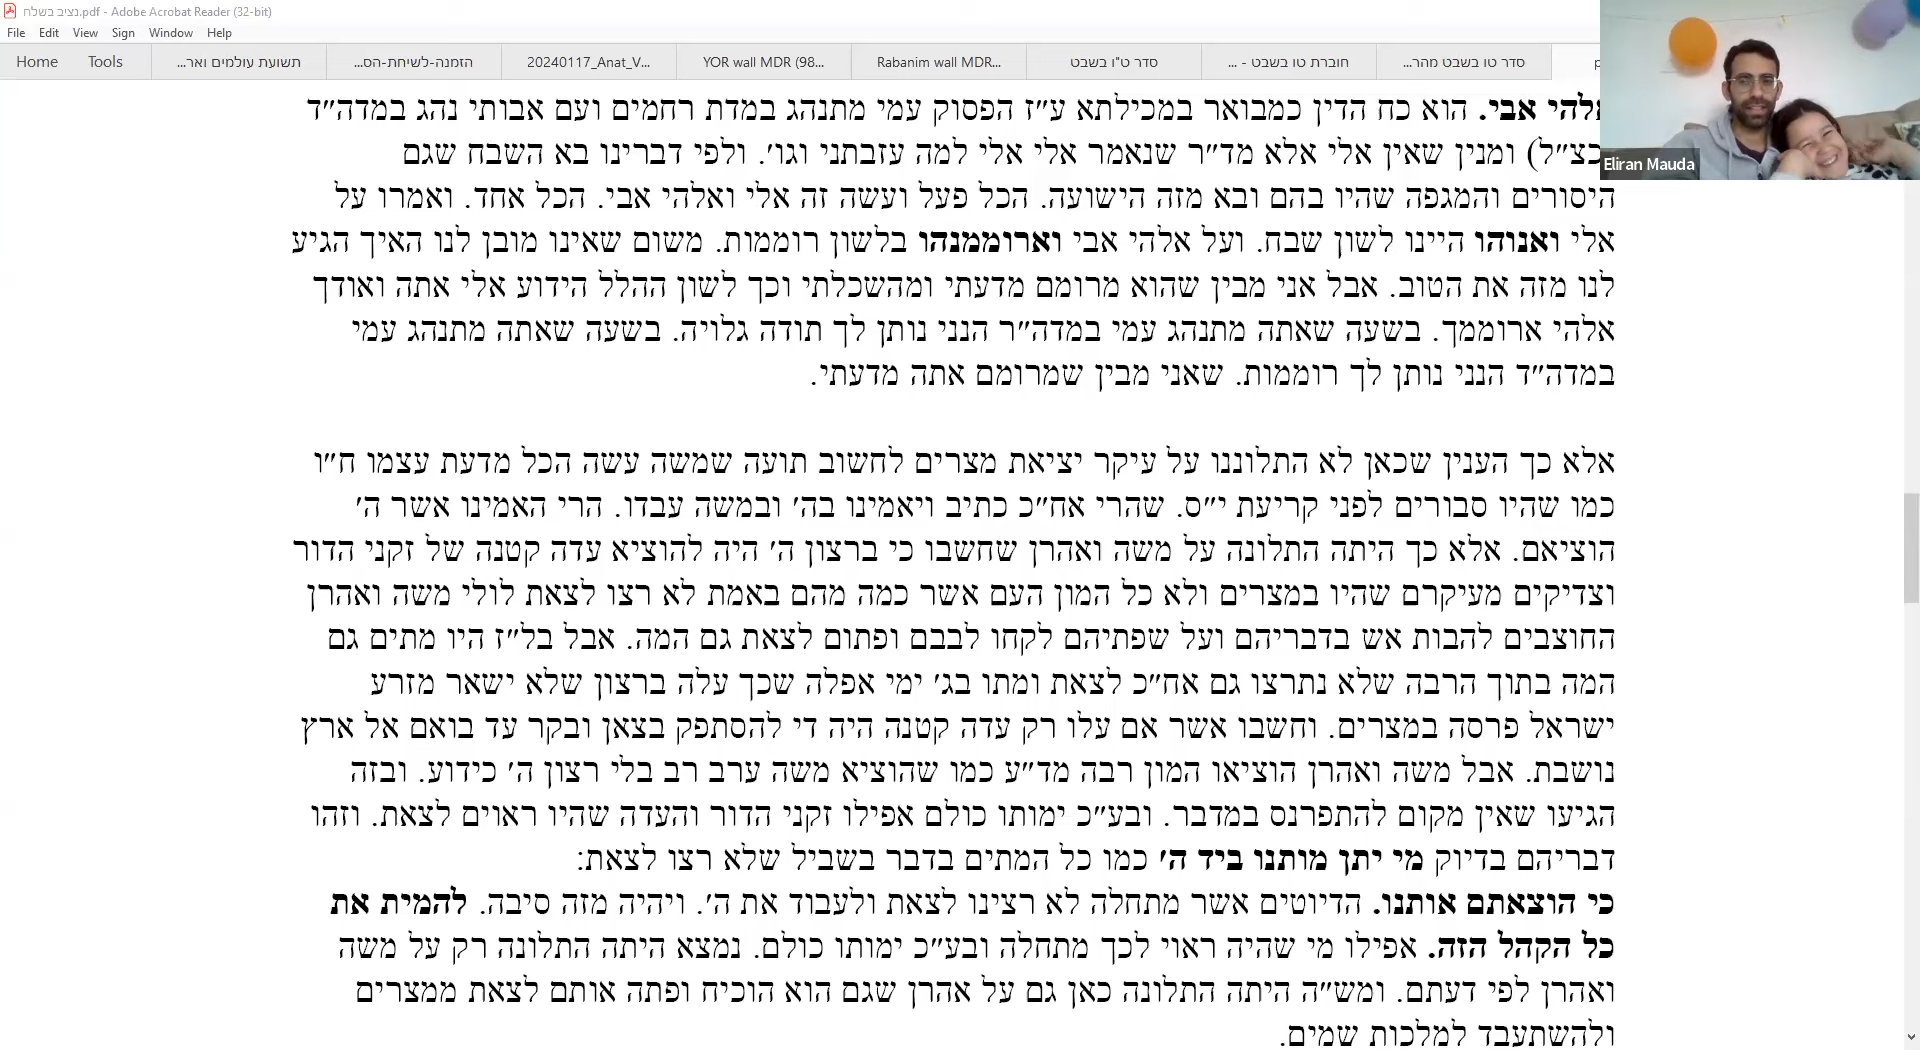 נציב בשלח.pdf - Adobe Acrobat Reader (32-bit)
File Edit View Sign Window Help
Home Tools תשועת עולמים ואר... הזמנה-לשיחת-הס... 20240117_Anat_V... YOR wall MDR (98... Rabanim wall MDR... סדר ט"ו בשבט חוברת טו בשבט - ... סדר טו בשבט מהר...
Eliran Mauda
אלהי אבי. הוא כח הדין כמבואר במכילתא ע"ז הפסוק עמי מתנהג במדת רחמים ועם אבותי נהג במדה"ד
כצ"ל) ומנין שאין אלי אלא מד"ר שנאמר אלי אלי למה עזבתני וגו'. ולפי דברינו בא השבח שגם
היסורים והמגפה שהיו בהם ובא מזה הישועה. הכל פעל ועשה זה אלי ואלהי אבי. הכל אחד. ואמרו על
אלי ואנוהו היינו לשון שבח. ועל אלהי אבי וארוממנהו בלשון רוממות. משום שאינו מובן לנו האיך הגיע
לנו מזה את הטוב. אבל אני מבין שהוא מרומם מדעתי ומהשכלתי וכך לשון ההלל הידוע אלי אתה ואודך
אלהי ארוממך. בשעה שאתה מתנהג עמי במדה"ר הנני נותן לך תודה גלויה. בשעה שאתה מתנהג עמי
במדה"ד הנני נותן לך רוממות. שאני מבין שמרומם אתה מדעתי.
אלא כך הענין שכאן לא התלוננו על עיקר יציאת מצרים לחשוב תועה שמשה עשה הכל מדעת עצמו ח"ו
כמו שהיו סבורים לפני קריעת י"ס. שהרי אח"כ כתיב ויאמינו בה' ובמשה עבדו. הרי האמינו אשר ה'
הוציאם. אלא כך היתה התלונה על משה ואהרן שחשבו כי ברצון ה' היה להוציא עדה קטנה של זקני הדור
וצדיקים מעיקרם שהיו במצרים ולא כל המון העם אשר כמה מהם באמת לא רצו לצאת לולי משה ואהרן
החוצבים להבות אש בדבריהם ועל שפתיהם לקחו לבבם ופתום לצאת גם המה. אבל בל"ז היו מתים גם
המה בתוך הרבה שלא נתרצו גם אח"כ לצאת ומתו בג' ימי אפלה שכך עלה ברצון שלא ישאר מזרע
ישראל פרסה במצרים. וחשבו אשר אם עלו רק עדה קטנה היה די להסתפק בצאן ובקר עד בואם אל ארץ
נושבת. אבל משה ואהרן הוציאו המון רבה מד"ע כמו שהוציא משה ערב רב בלי רצון ה' כידוע. ובזה
הגיעו שאין מקום להתפרנס במדבר. ובע"כ ימותו כולם אפילו זקני הדור והעדה שהיו ראוים לצאת. וזהו
דבריהם בדיוק מי יתן מותנו ביד ה' כמו כל המתים בדבר בשביל שלא רצו לצאת:
כי הוצאתם אותנו. הדיוטים אשר מתחלה לא רצינו לצאת ולעבוד את ה'. ויהיה מזה סיבה. להמית את
כל הקהל הזה. אפילו מי שהיה ראוי לכך מתחלה ובע"כ ימותו כולם. נמצא היתה התלונה רק על משה
ואהרן לפי דעתם. ומש"ה היתה התלונה כאן גם על אהרן שגם הוא הוכיח ופתה אותם לצאת ממצרים
ולהשתעבד למלכות שמים.